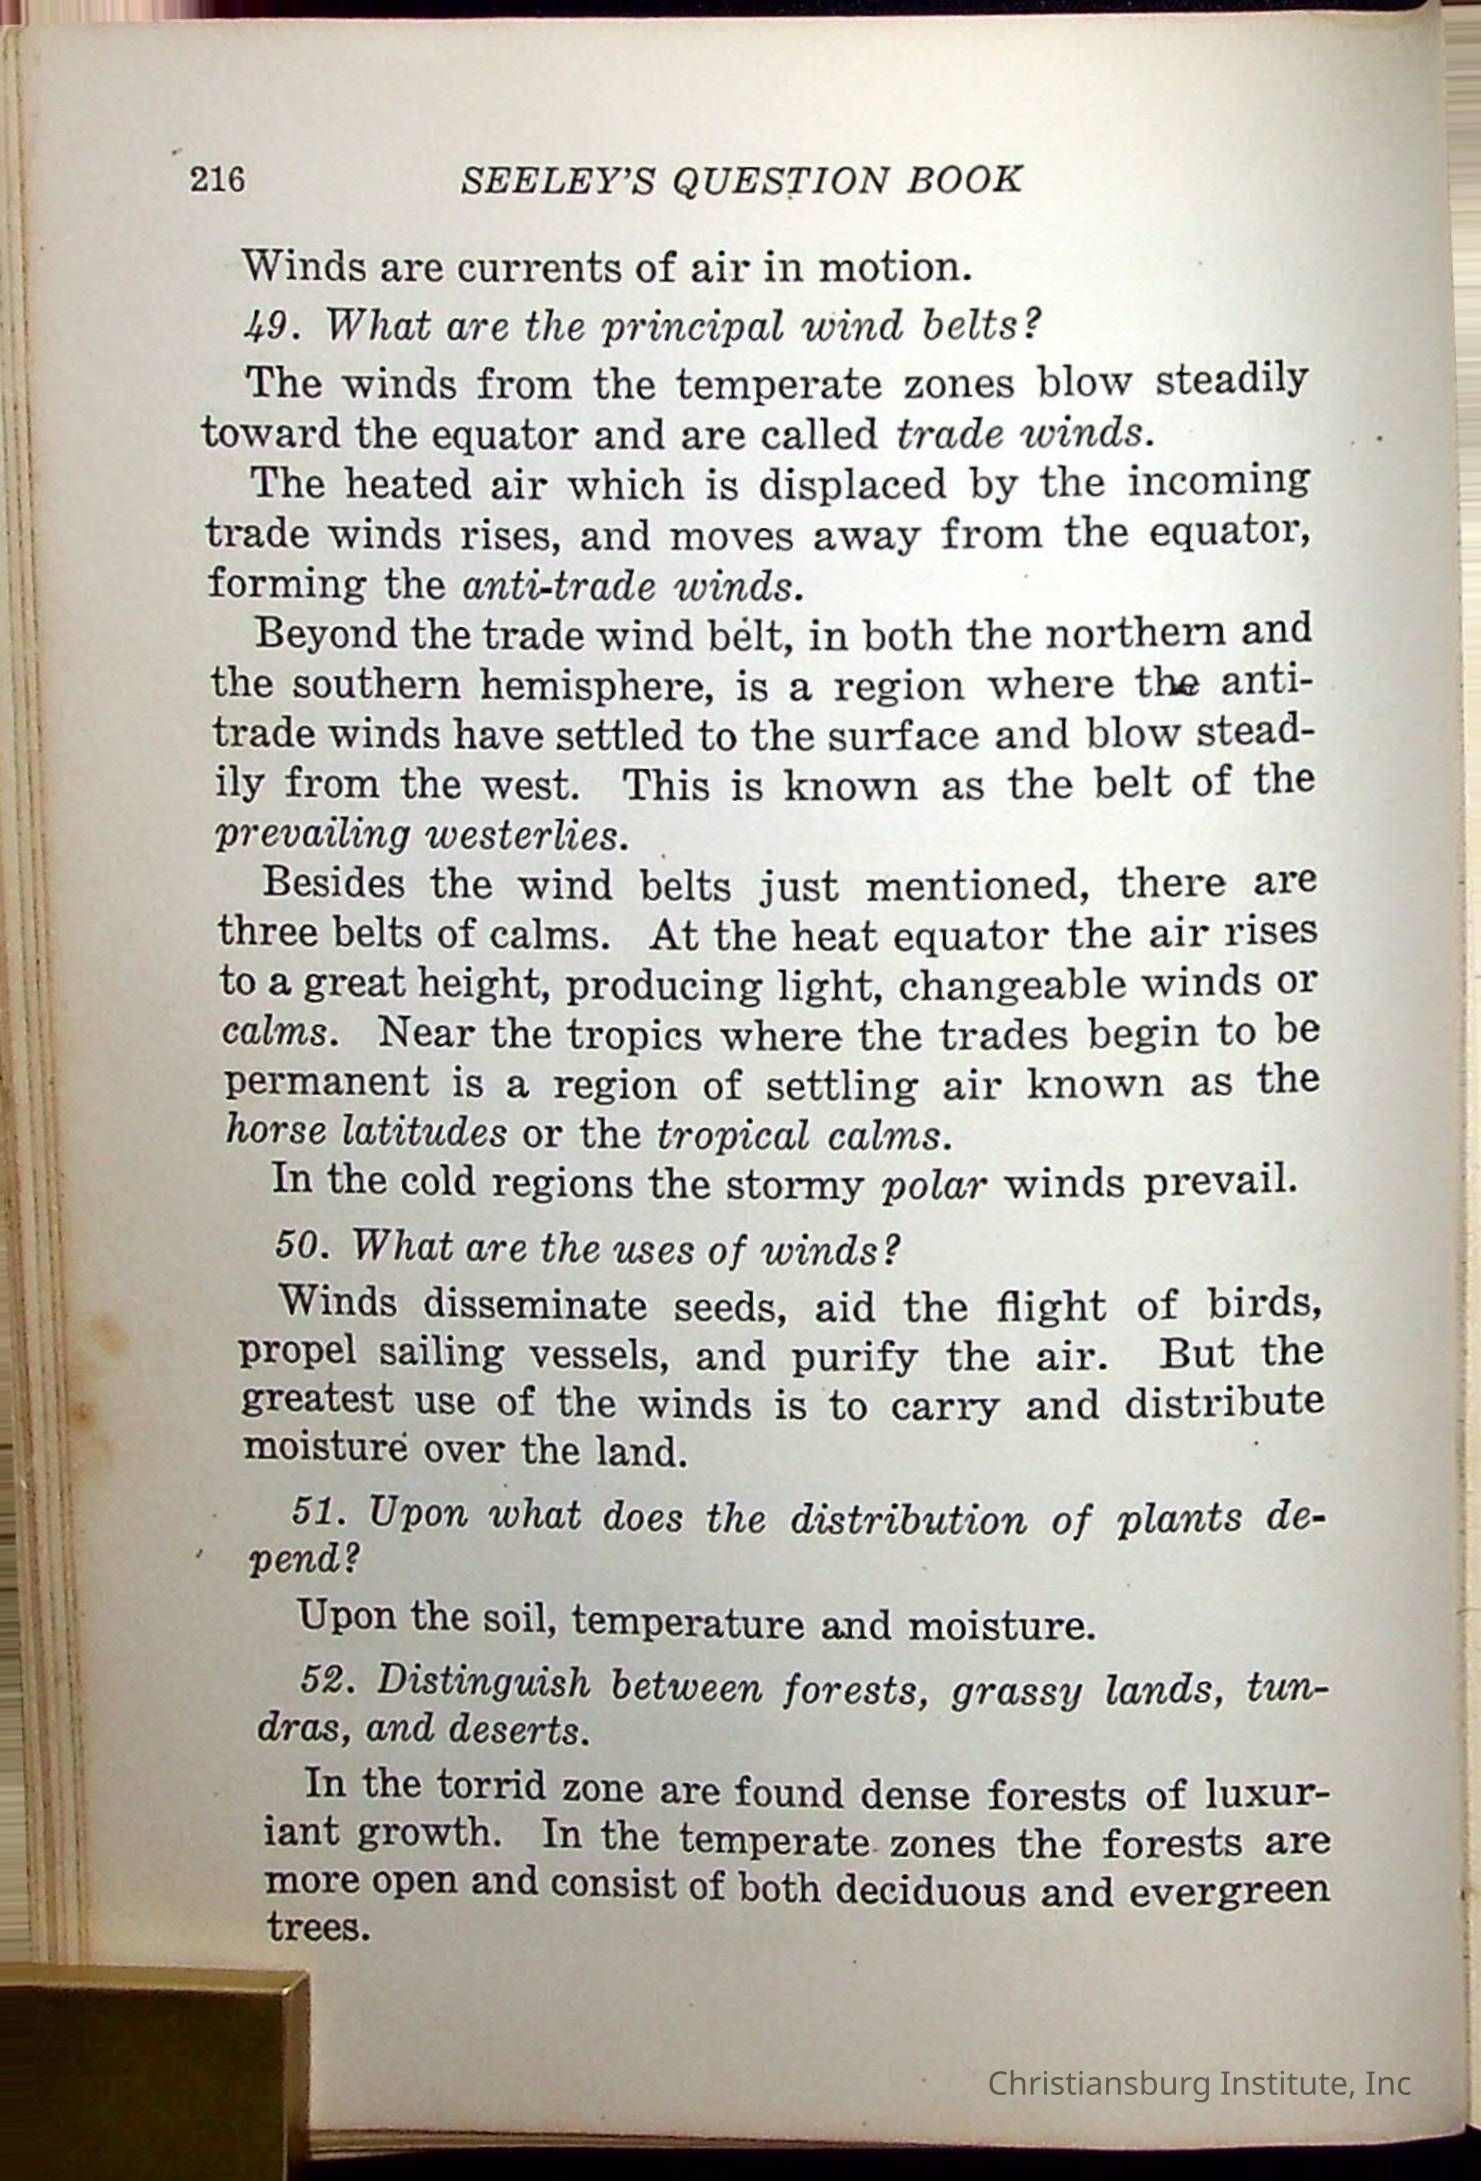 216 SEELEY'S QUESTION BOOK
Winds are currents of air in motion.
49. What are the principal wind belts?
The winds from the temperate zones blow steadily
toward the equator and are called trade winds.
The heated air which is displaced by the incoming
trade winds rises, and moves away from the equator,
forming the anti-trade winds.
Beyond the trade wind belt, in both the northern and
the southern hemisphere, is a region where the anti-
trade winds have settled to the surface and blow stead-
ily from the west. This is known as the belt of the
prevailing westerlies.
Besides the wind belts just mentioned, there are
three belts of calms. At the heat equator the air rises
to a great height, producing light, changeable winds or
calms. Near the tropics where the trades begin to be
permanent is a region of settling air known as the
horse latitudes or the tropical calms.
In the cold regions the stormy polar winds prevail.
50. What are the uses of winds?
Winds disseminate seeds, aid the flight of birds,
propel sailing vessels, and purify the air. But the
greatest use of the winds is to carry and distribute
moisture over the land.
51. Upon what does the distribution of plants de-
pend?
Upon the soil, temperature and moisture.
52. Distinguish between forests, grassy lands, tun-
dras, and deserts.
In the torrid zone are found dense forests of luxur-
iant growth. In the temperate zones the forests are
more open and consist of both deciduous and evergreen
trees.
Christiansburg Institute, Inc